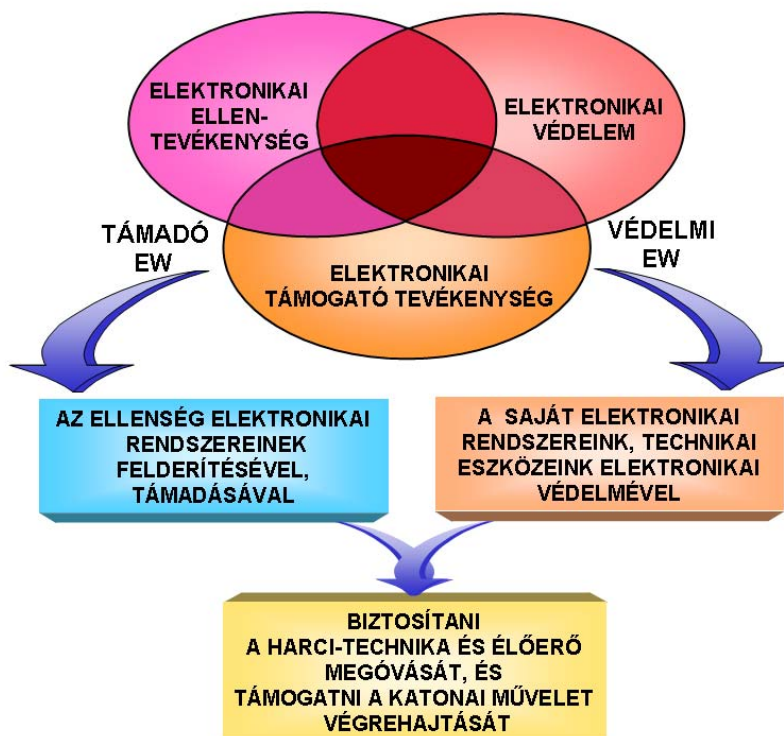 ELEKTRONIKAI
ELLEN-
TEVÉKENYSÉG
ELEKTRONIKAI
VÉDELEM
TÁMADÓ
EW
VÉDELMI
EW
ELEKTRONIKAI
TÁMOGATÓ TEVÉKENYSÉG
AZ ELLENSÉG ELEKTRONIKAI
RENDSZEREINEK
FELDERÍTÉSÉVEL,
TÁMADÁSÁVAL
A SAJÁT ELEKTRONIKAI
RENDSZEREINK, TECHNIKAI
ESZKÖZEINK ELEKTRONIKAI
VÉDELMÉVEL
BIZTOSÍTANI
A HARCI-TECHNIKA ÉS ÉLŐERŐ
MEGÓVÁSÁT, ÉS
TÁMOGATNI A KATONAI MŰVELET
VÉGREHAJTÁSÁT